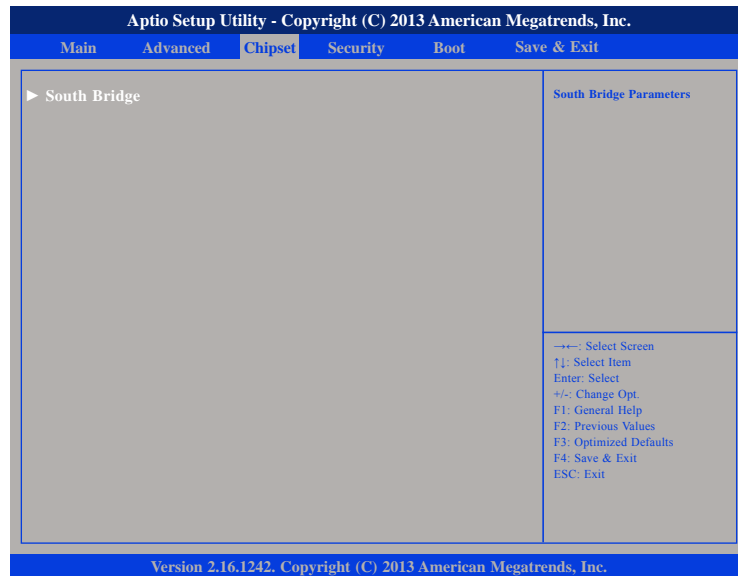 Aptio Setup Utility - Copyright (C) 2013 American Megatrends, Inc.
Main Advanced Chipset Security Boot Save & Exit
► South Bridge
South Bridge Parameters
→←: Select Screen
↑↓: Select Item
Enter: Select
+/-: Change Opt.
F1: General Help
F2: Previous Values
F3: Optimized Defaults
F4: Save & Exit
ESC: Exit
Version 2.16.1242. Copyright (C) 2013 American Megatrends, Inc.